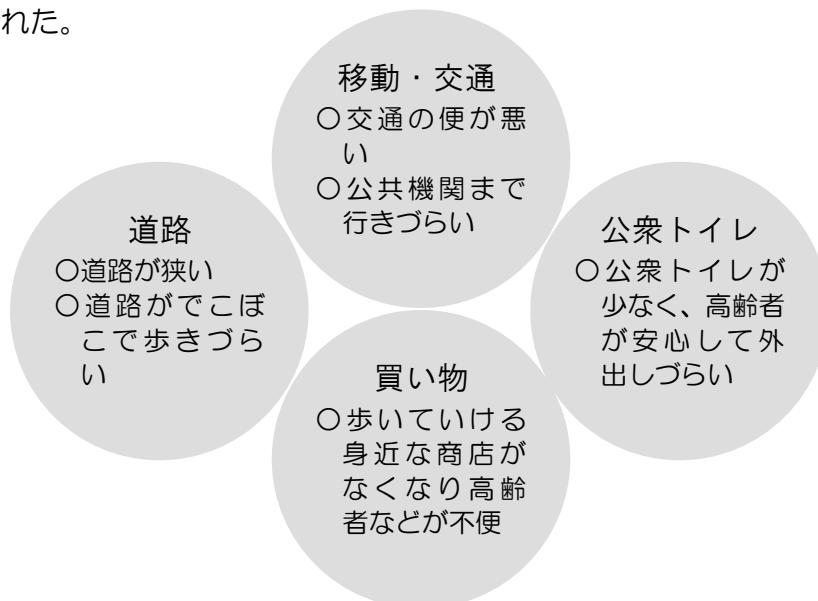 れた。
移動・交通
○交通の便が悪
い
○公共機関まで
行きづらい
道路
○道路が狭い
○道路がでこぼ
こで歩きづら
い
公衆トイレ
○公衆トイレが
少なく、高齢者
が安心して外
出しづらい
買い物
○歩いていける
身近な商店が
なくなり高齢
者などが不便